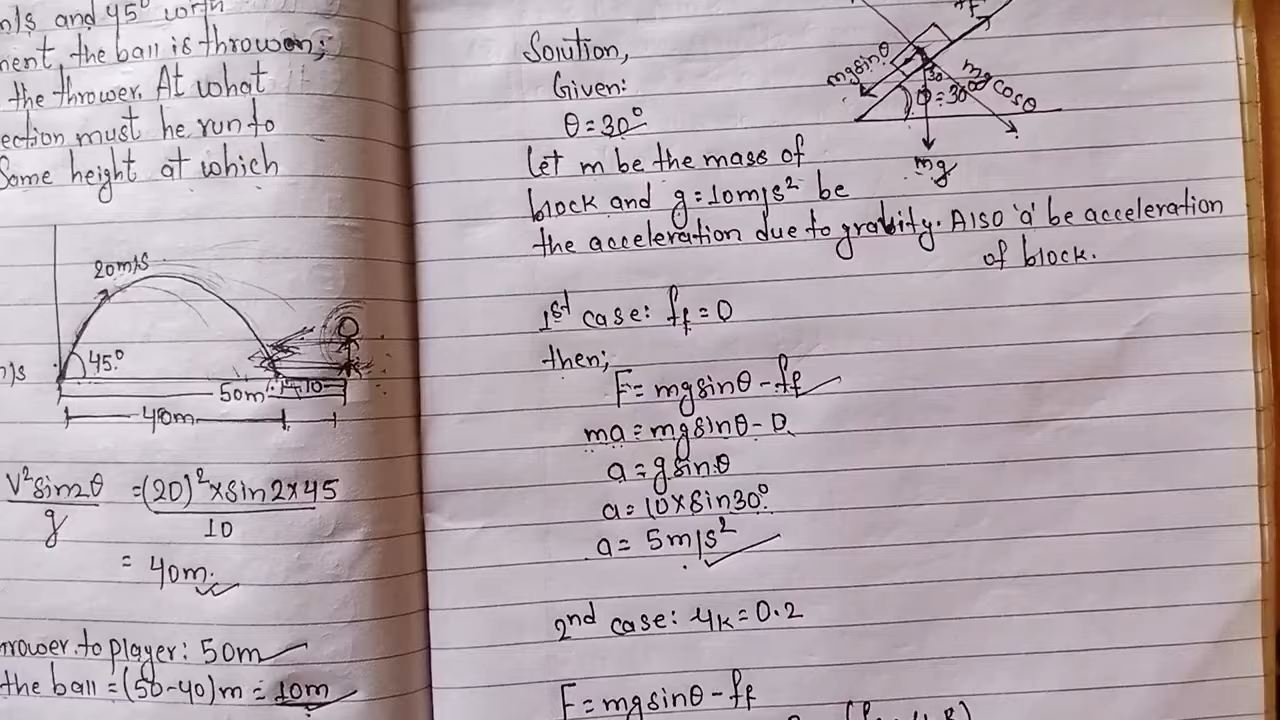 m/s and 45°
ment, the ball is thrown;
the thrower. At what
ection must he run to
Same height at which
20m/s
45°
50m
10
40m
V²sin2θ = (20)²×sin2×45
g 10
= 40m.
hrower to player: 50m
the ball = (50-40)m = 10m
Solution,
Given:
θ=30°
let m be the mass of
block and g=10m/s² be
the acceleration due to gravity. Also 'a' be acceleration
of block.
mgsinθ
30
mgcosθ
θ=30°
mg
1st case: ff=0
then;
F=mgsinθ-ff
ma=mgsinθ-0
a=gsinθ
a=10×sin30°
a= 5m/s²
2nd case: μk=0.2
F=mgsinθ-ff